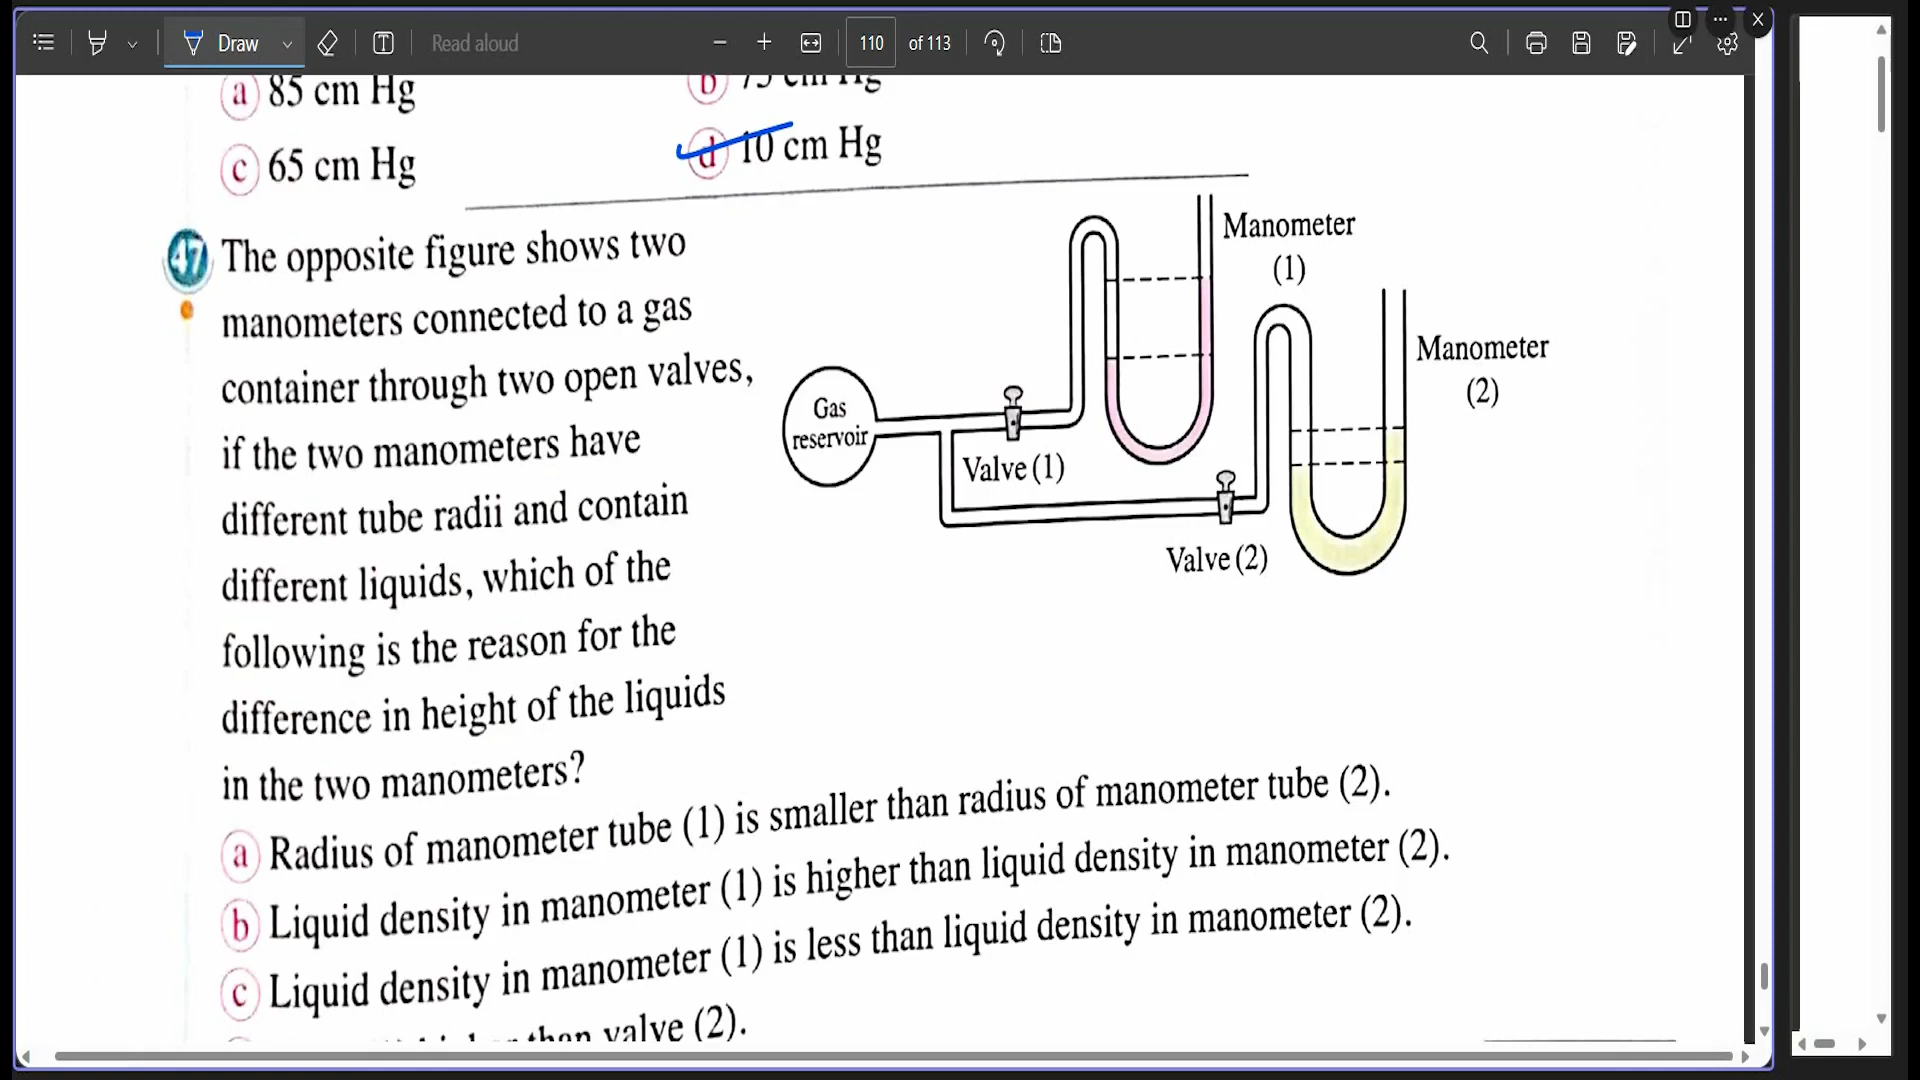 Draw
Read aloud
110 of 113
a 85 cm Hg
b 75 cm Hg
c 65 cm Hg
d 10 cm Hg
47 The opposite figure shows two
manometers connected to a gas
container through two open valves,
if the two manometers have
different tube radii and contain
different liquids, which of the
following is the reason for the
difference in height of the liquids
in the two manometers?
Manometer
(1)
Manometer
(2)
Gas
reservoir
Valve (1)
Valve (2)
a Radius of manometer tube (1) is smaller than radius of manometer tube (2).
b Liquid density in manometer (1) is higher than liquid density in manometer (2).
c Liquid density in manometer (1) is less than liquid density in manometer (2).
than valve (2).